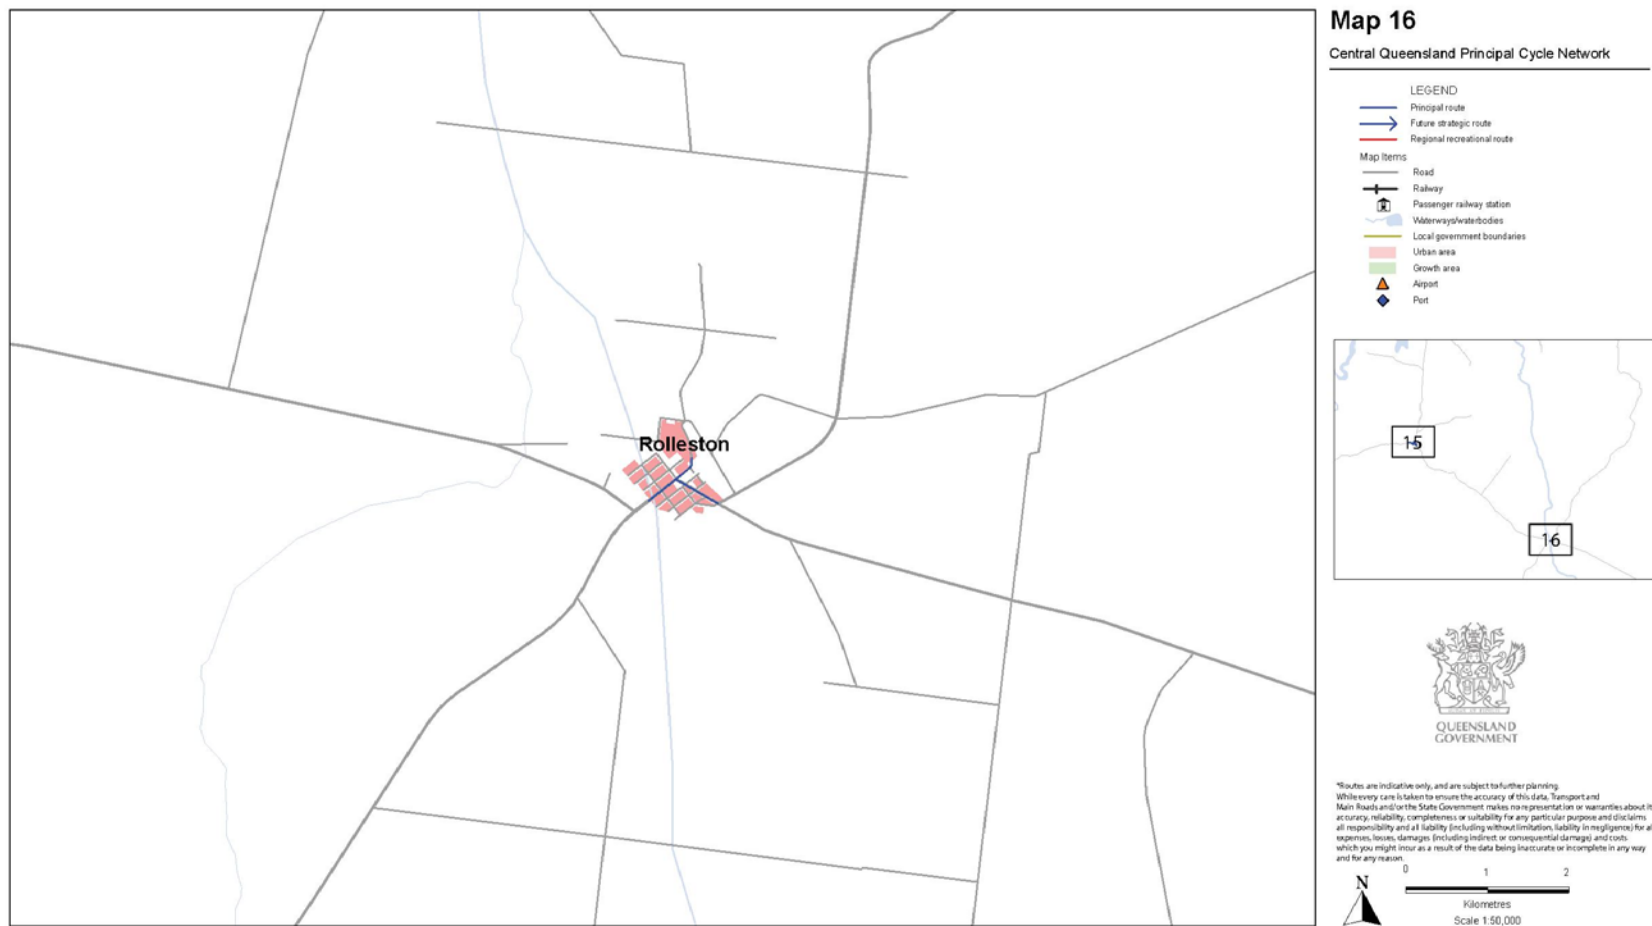 Map 16
Central Queensland Principal Cycle Network
LEGEND
Principal route
Future strategic route
Regional recreational route
Map Items
Road
Railway
Passenger railway station
Waterways/waterbodies
Local government boundaries
Urban area
Growth area
Airport
Port
Rolleston
15
16
QUEENSLAND
GOVERNMENT
*Routes are indicative only, and are subject to further planning.
While every care is taken to ensure the accuracy of this data, Transport and
Main Roads and/or the State Government makes no representation or warranties about it
accuracy, reliability, completeness or suitability for any particular purpose and disclaims
all responsibility and all liability (including without limitation, liability in negligence) for al
expenses, losses, damages (including indirect or consequential damage) and costs
which you might incur as a result of the data being inaccurate or incomplete in any way
and for any reason.
N
0 1 2
Kilometres
Scale 1:50,000